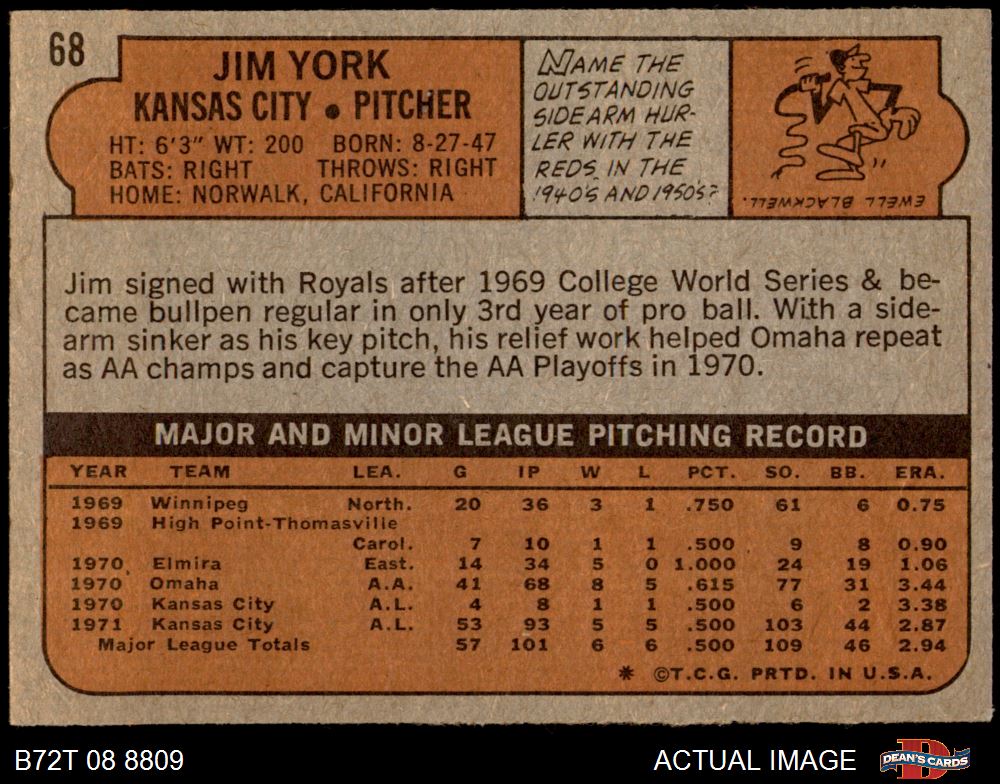 68
JIM YORK
KANSAS CITY • PITCHER
HT: 6'3" WT: 200 BORN: 8-27-47
BATS: RIGHT THROWS: RIGHT
HOME: NORWALK, CALIFORNIA
NAME THE
OUTSTANDING
SIDEARM HUR-
LER WITH THE
REDS IN THE
1940'S AND 1950'S?
EWELL BLACKWELL.
Jim signed with Royals after 1969 College World Series & be-
came bullpen regular in only 3rd year of pro ball. With a side-
arm sinker as his key pitch, his relief work helped Omaha repeat
as AA champs and capture the AA Playoffs in 1970.
MAJOR AND MINOR LEAGUE PITCHING RECORD
YEAR TEAM LEA. G IP W L PCT. SO. BB. ERA.
1969 Winnipeg North. 20 36 3 1 .750 61 6 0.75
1969 High Point-Thomasville
Carol. 7 10 1 1 .500 9 8 0.90
1970 Elmira East. 14 34 5 0 1.000 24 19 1.06
1970 Omaha A.A. 41 68 8 5 .615 77 31 3.44
1970 Kansas City A.L. 4 8 1 1 .500 6 2 3.38
1971 Kansas City A.L. 53 93 5 5 .500 103 44 2.87
Major League Totals 57 101 6 6 .500 109 46 2.94
* ©T.C.G. PRTD. IN U.S.A.
B72T 08 8809 ACTUAL IMAGE D DEAN'S CARDS